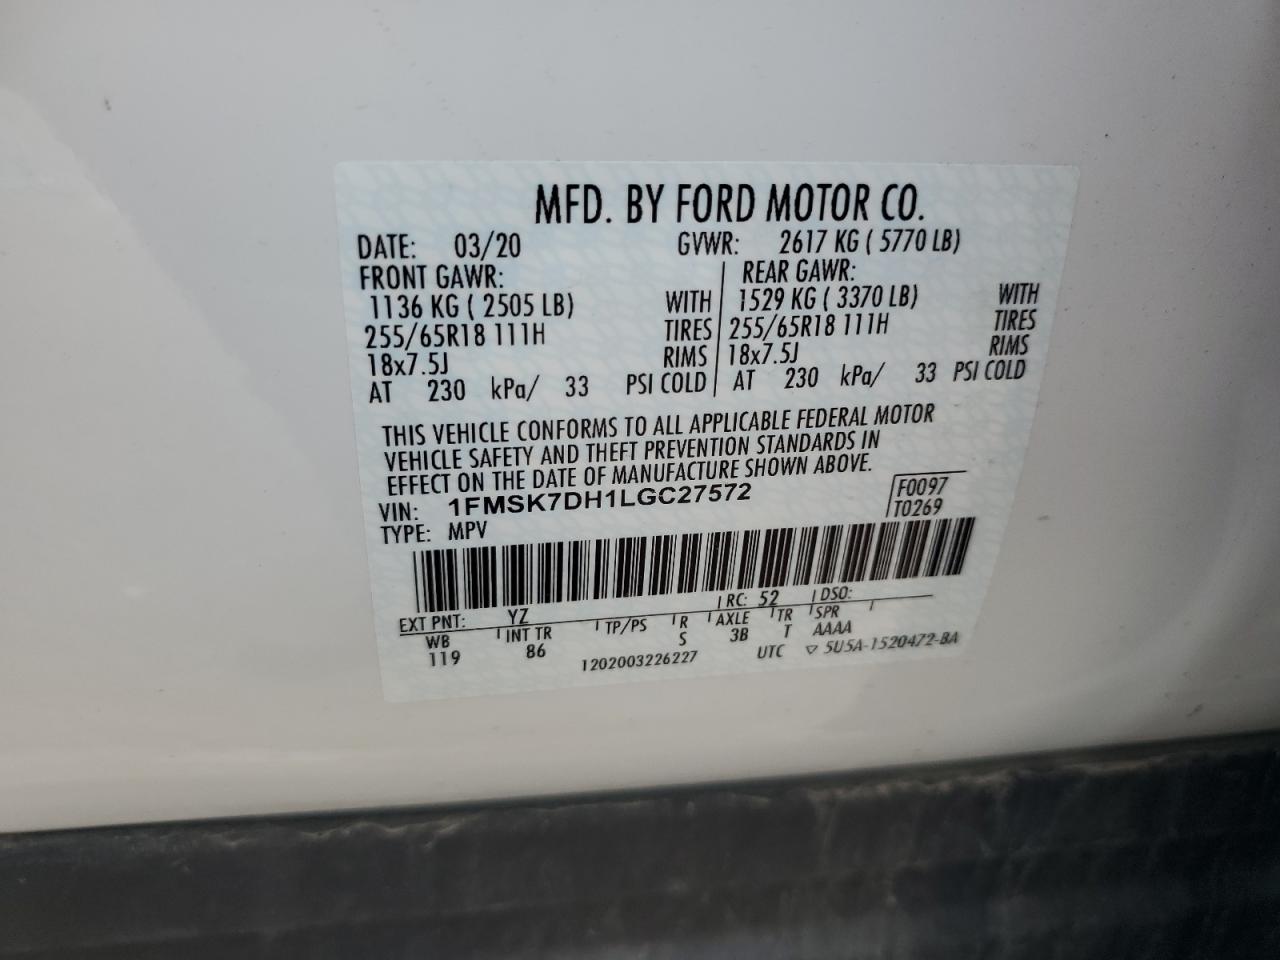 MFD. BY FORD MOTOR CO.
DATE: 03/20 GVWR: 2617 KG ( 5770 LB)
FRONT GAWR: REAR GAWR:
1136 KG ( 2505 LB) WITH 1529 KG ( 3370 LB) WITH
255/65R18 111H TIRES 255/65R18 111H TIRES
18x7.5J RIMS 18x7.5J RIMS
AT 230 kPa/ 33 PSI COLD AT 230 kPa/ 33 PSI COLD
THIS VEHICLE CONFORMS TO ALL APPLICABLE FEDERAL MOTOR
VEHICLE SAFETY AND THEFT PREVENTION STANDARDS IN
EFFECT ON THE DATE OF MANUFACTURE SHOWN ABOVE.
VIN: 1FMSK7DH1LGC27572 F0097
TYPE: MPV T0269
EXT PNT: YZ RC: 52 DSO:
WB INT TR TP/PS R AXLE TR SPR
119 86 S 3B T AAAA
1202003226227 UTC ▽ 5U5A-1520472-BA